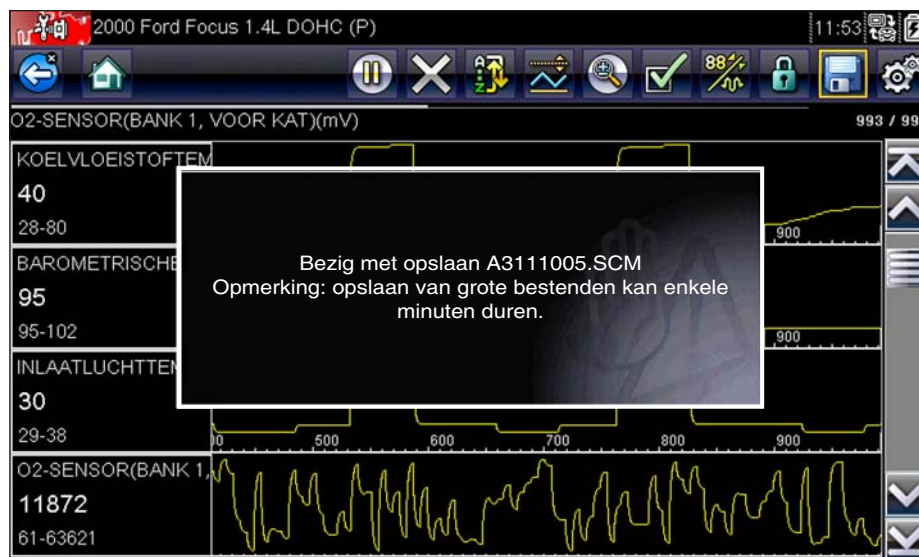 2000 Ford Focus 1.4L DOHC (P)
11:53
O2-SENSOR(BANK 1, VOOR KAT)(mV)
993 / 99
KOELVLOEISTOFTEM
40
28-80
900
BAROMETRISCHE
95
95-102
900
INLAATLUCHTTEM
30
29-38
500 600 700 800 900
O2-SENSOR(BANK 1,
11872
61-63621
Bezig met opslaan A3111005.SCM
Opmerking: opslaan van grote bestenden kan enkele
minuten duren.